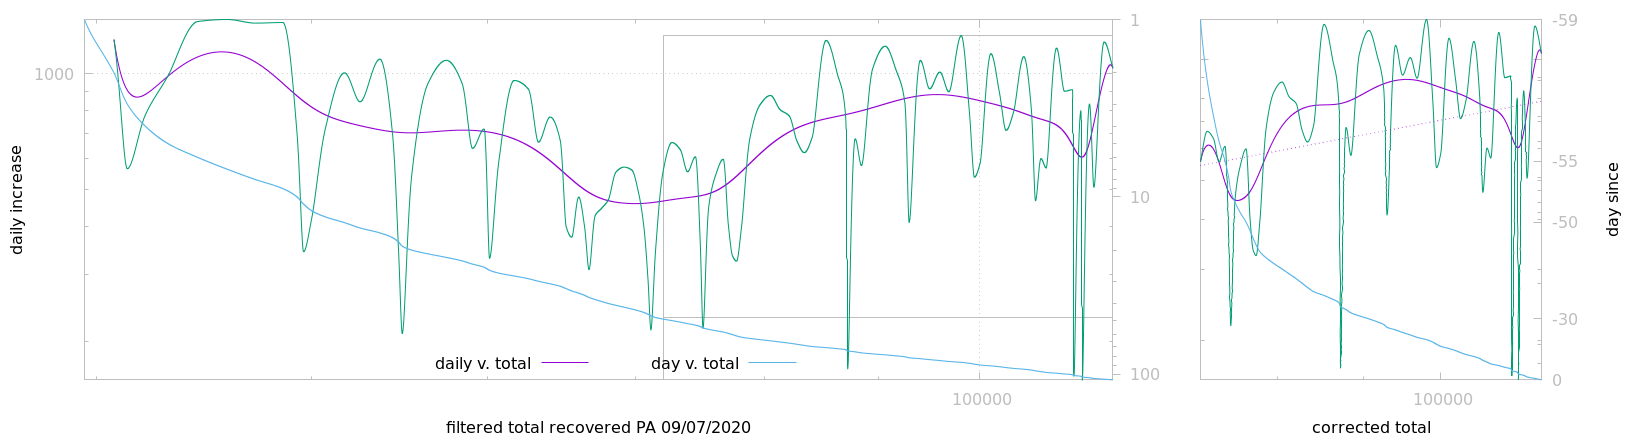 1000
daily increase
daily v. total
day v. total
100000
filtered total recovered PA 09/07/2020
1
10
100
-59
-55
-50
-30
0
day since
100000
corrected total